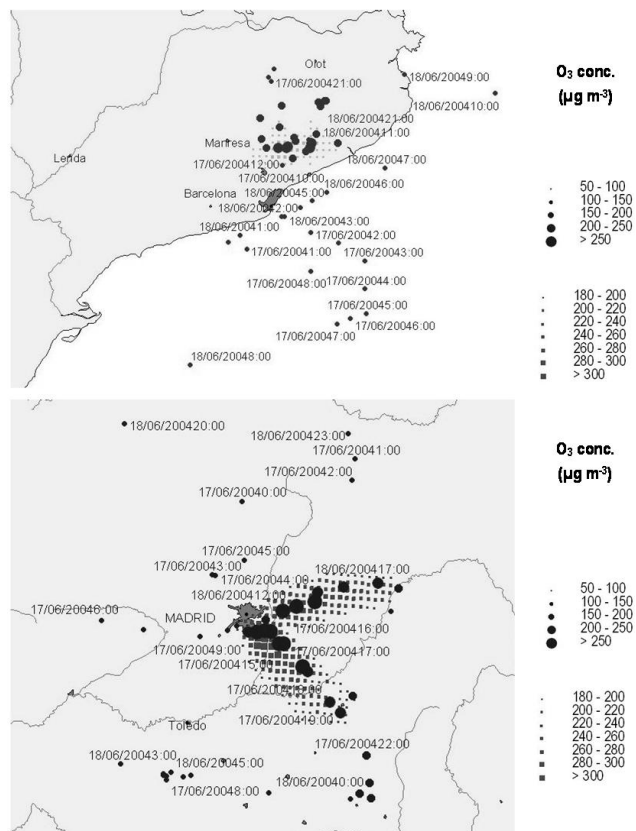 Olot
17/06/200421:00
18/06/20049:00
18/06/200410:00
18/06/200421:00
18/06/200411:00
Manresa
Lerida
17/06/200412:00
18/06/20047:00
17/06/200410:00
18/06/20046:00
Barcelona
18/06/20045:00
18/06/20042:00
18/06/20043:00
18/06/20041:00
17/06/20042:00
17/06/20041:00
17/06/20043:00
17/06/20048:00
17/06/20044:00
17/06/20045:00
17/06/20047:00
17/06/20046:00
18/06/20048:00
O3 conc.
(µg m-3)
50 - 100
100 - 150
150 - 200
200 - 250
> 250
180 - 200
200 - 220
220 - 240
240 - 260
260 - 280
280 - 300
> 300
18/06/200420:00
18/06/200423:00
17/06/20041:00
17/06/20042:00
17/06/20040:00
17/06/20045:00
17/06/20043:00
17/06/20044:00
18/06/200417:00
18/06/200412:00
17/06/20046:00
MADRID
17/06/200416:00
17/06/20049:00
17/06/200417:00
17/06/200415:00
17/06/200418:00
17/06/200419:00
Toledo
17/06/200422:00
18/06/20043:00
18/06/20045:00
18/06/20040:00
17/06/20048:00
O3 conc.
(µg m-3)
50 - 100
100 - 150
150 - 200
200 - 250
> 250
180 - 200
200 - 220
220 - 240
240 - 260
260 - 280
280 - 300
> 300